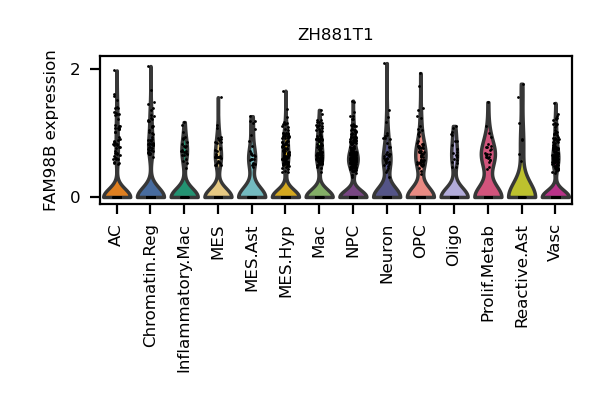 ZH881T1
FAM98B expression
2
0
AC
Chromatin.Reg
Inflammatory.Mac
MES
MES.Ast
MES.Hyp
Mac
NPC
Neuron
OPC
Oligo
Prolif.Metab
Reactive.Ast
Vasc